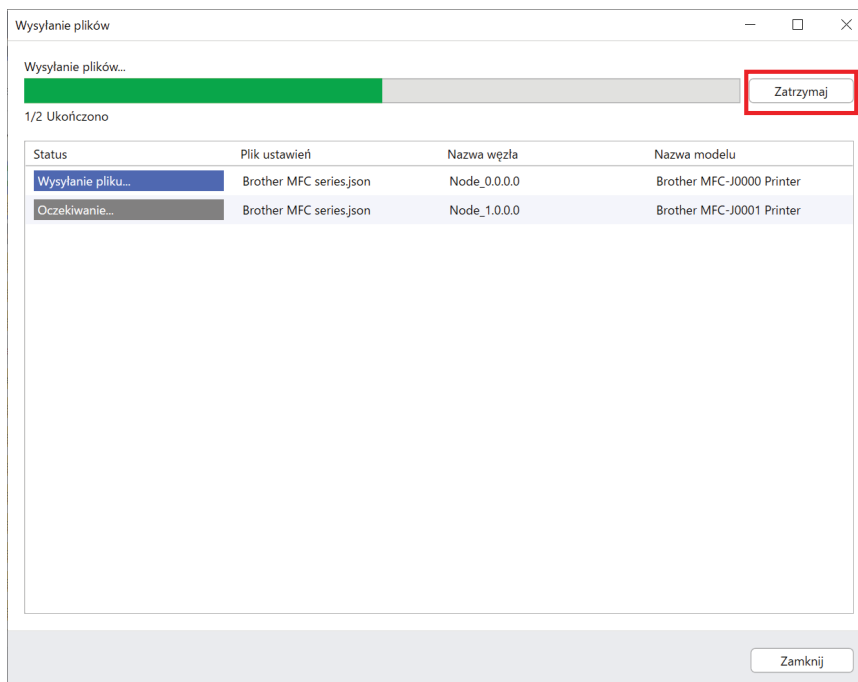 Wysyłanie plików
Wysyłanie plików...
Zatrzymaj
1/2 Ukończono
Status Plik ustawień Nazwa węzła Nazwa modelu
Wysyłanie pliku... Brother MFC series.json Node_0.0.0.0 Brother MFC-J0000 Printer
Oczekiwanie... Brother MFC series.json Node_1.0.0.0 Brother MFC-J0001 Printer
Zamknij